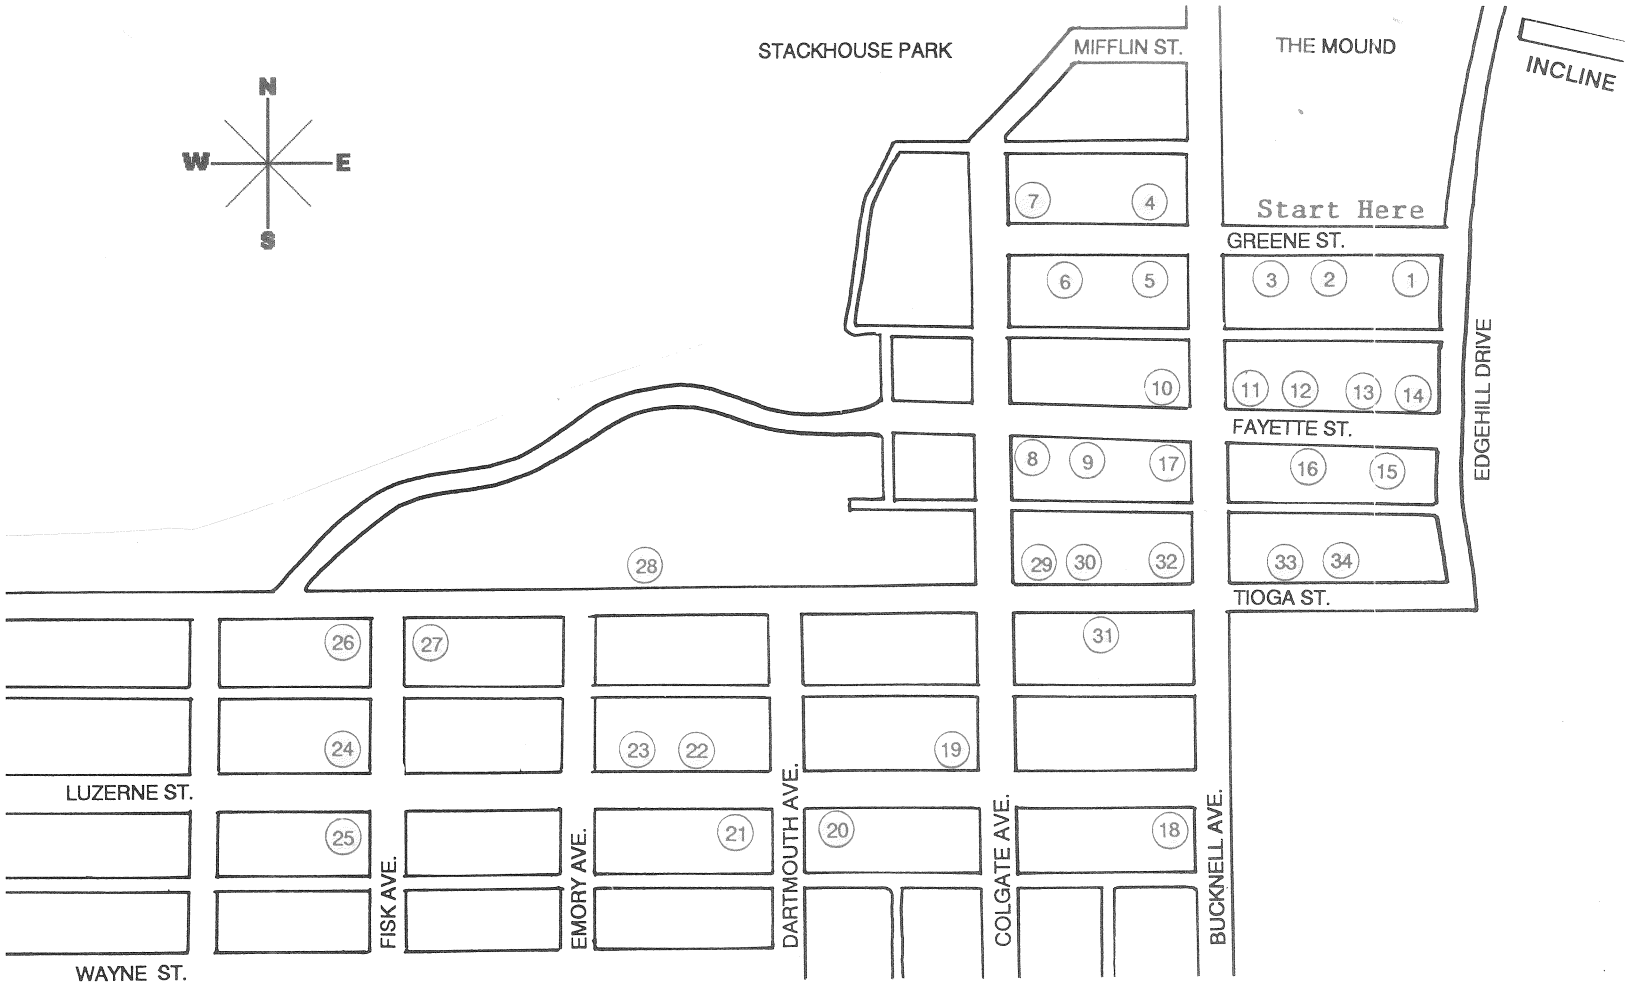 STACKHOUSE PARK
MIFFLIN ST.
THE MOUND
INCLINE
N
W E
S
7 4
Start Here
GREENE ST.
6 5 3 2 1
EDGEHILL DRIVE
10 11 12 13 14
FAYETTE ST.
8 9 17 16 15
28 29 30 32 33 34
TIOGA ST.
26 27 31
24 23 22 19
LUZERNE ST.
25 21 20 18
FISK AVE.
EMORY AVE.
DARTMOUTH AVE.
COLGATE AVE.
BUCKNELL AVE.
WAYNE ST.